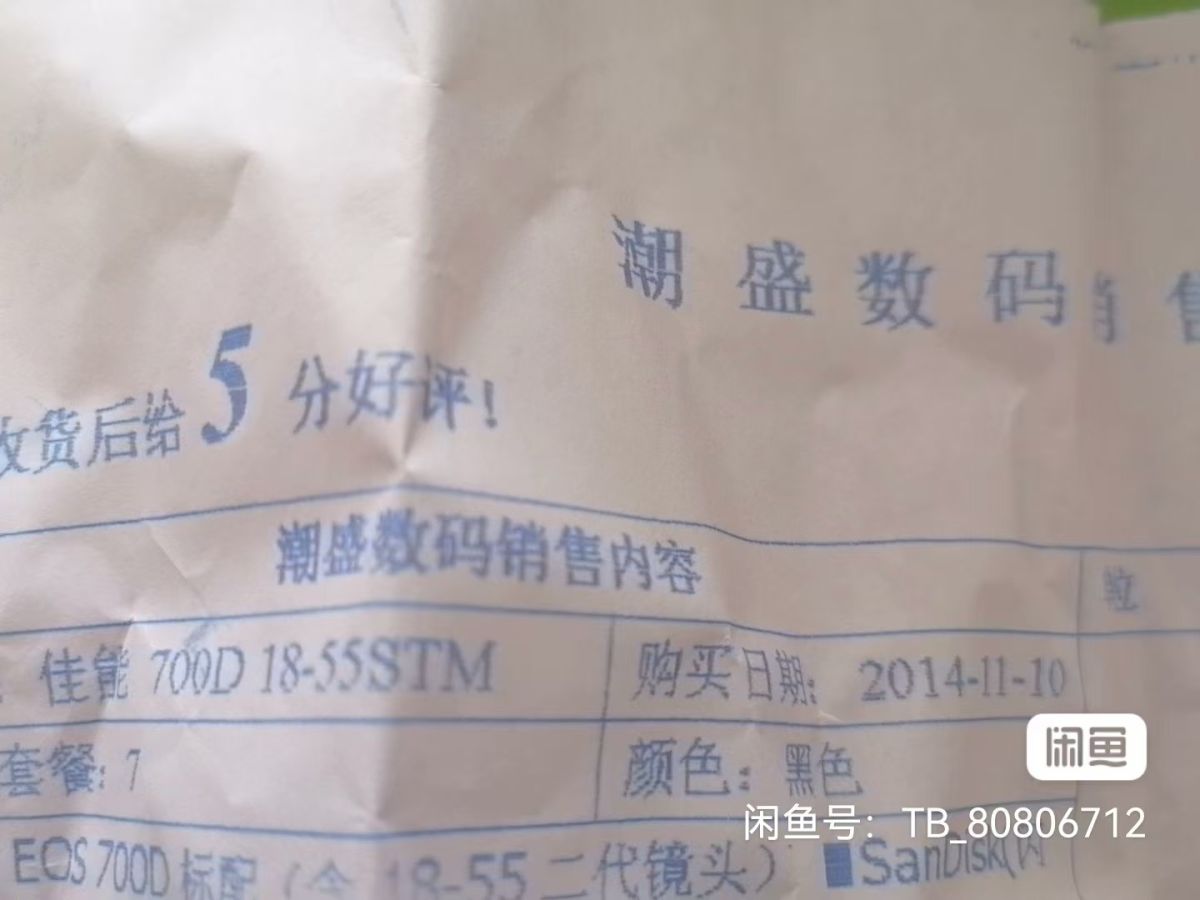 潮盛数码销售
收货后给5分好评!
潮盛数码销售内容
佳能 700D 18-55STM
购买日期: 2014-11-10
套餐: 7
颜色: 黑色
EOS 700D 标配 (含 18-55 二代镜头) SanDisk(闪
闲鱼
闲鱼号: TB_80806712